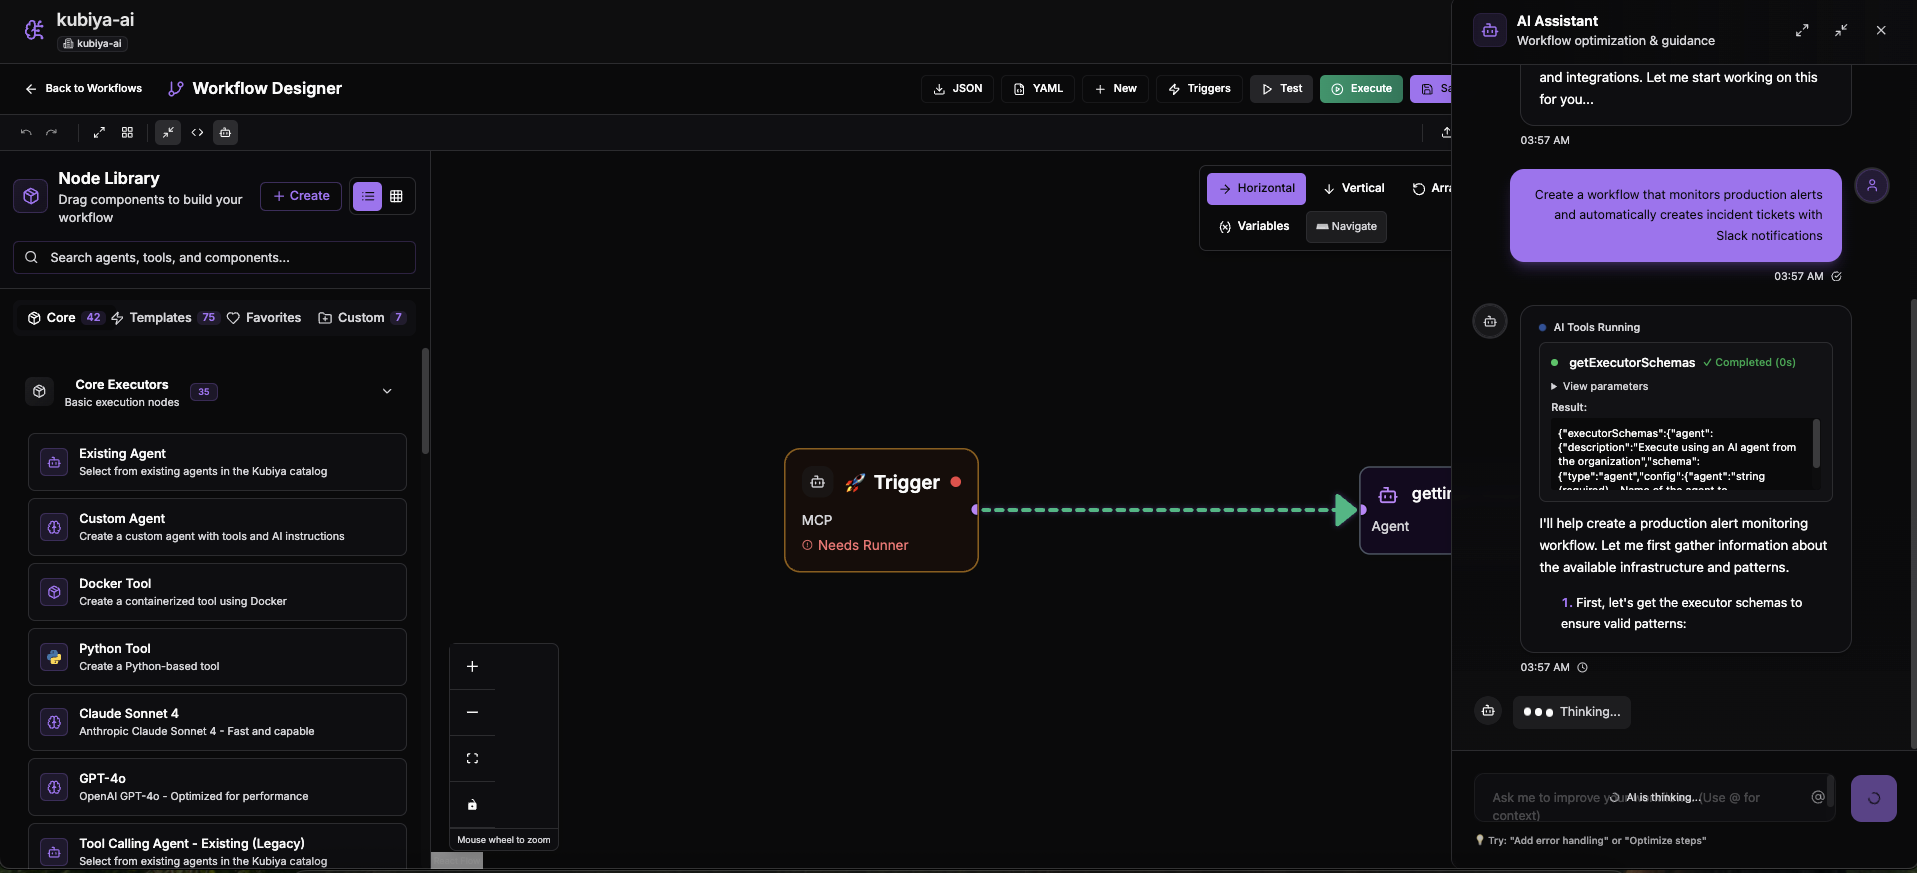 kubiya-ai
kubiya-ai
Back to Workflows
Workflow Designer
JSON
YAML
New
Triggers
Test
Execute
Node Library
Drag components to build your
workflow
Create
Search agents, tools, and components...
Core 42
Templates 75
Favorites
Custom 7
Core Executors
Basic execution nodes
35
Existing Agent
Select from existing agents in the Kubiya catalog
Custom Agent
Create a custom agent with tools and AI instructions
Docker Tool
Create a containerized tool using Docker
Python Tool
Create a Python-based tool
Claude Sonnet 4
Anthropic Claude Sonnet 4 - Fast and capable
GPT-4o
OpenAI GPT-4o - Optimized for performance
Tool Calling Agent - Existing (Legacy)
Select from existing agents in the Kubiya catalog
Horizontal
Vertical
Variables
Navigate
🚀 Trigger
MCP
Needs Runner
Agent
Mouse wheel to zoom
AI Assistant
Workflow optimization & guidance
and integrations. Let me start working on this
for you...
03:57 AM
Create a workflow that monitors production alerts
and automatically creates incident tickets with
Slack notifications
03:57 AM
AI Tools Running
getExecutorSchemas ✓ Completed (0s)
View parameters
Result:
{"executorSchemas":{"agent":
{"description":"Execute using an AI agent from
the organization","schema":
{"type":"agent","config":{"agent":"string
(required) - Name of the agent to
I'll help create a production alert monitoring
workflow. Let me first gather information about
the available infrastructure and patterns.
1. First, let's get the executor schemas to
ensure valid patterns:
03:57 AM
Thinking...
Ask me to improve (Use @ for
context)
AI is thinking...
Try: "Add error handling" or "Optimize steps"